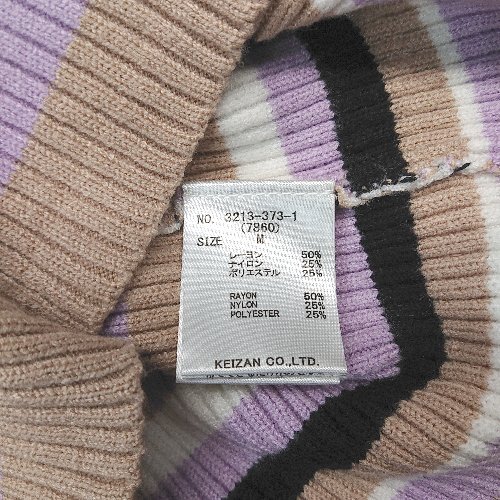 NO. 3213-373-1
(7860)
SIZE M
レーヨン 50%
ナイロン 25%
ポリエステル 25%
RAYON 50%
NYLON 25%
POLYESTER 25%
KEIZAN CO.,LTD.